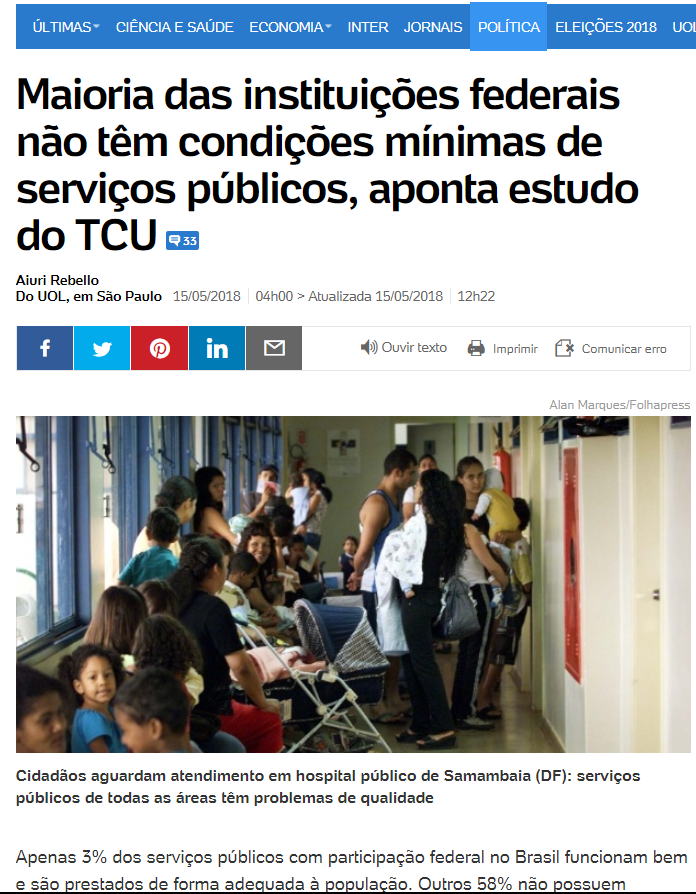 ÚLTIMAS CIÊNCIA E SAÚDE ECONOMIA INTER JORNAIS POLÍTICA ELEIÇÕES 2018 UOL
Maioria das instituições federais
não têm condições mínimas de
serviços públicos, aponta estudo
do TCU 33
Aiuri Rebello
Do UOL, em São Paulo 15/05/2018 04h00 > Atualizada 15/05/2018 12h22
f in Ouvir texto Imprimir Comunicar erro
Alan Marques/Folhapress
Cidadãos aguardam atendimento em hospital público de Samambaia (DF): serviços
públicos de todas as áreas têm problemas de qualidade
Apenas 3% dos serviços públicos com participação federal no Brasil funcionam bem
e são prestados de forma adequada à população. Outros 58% não possuem